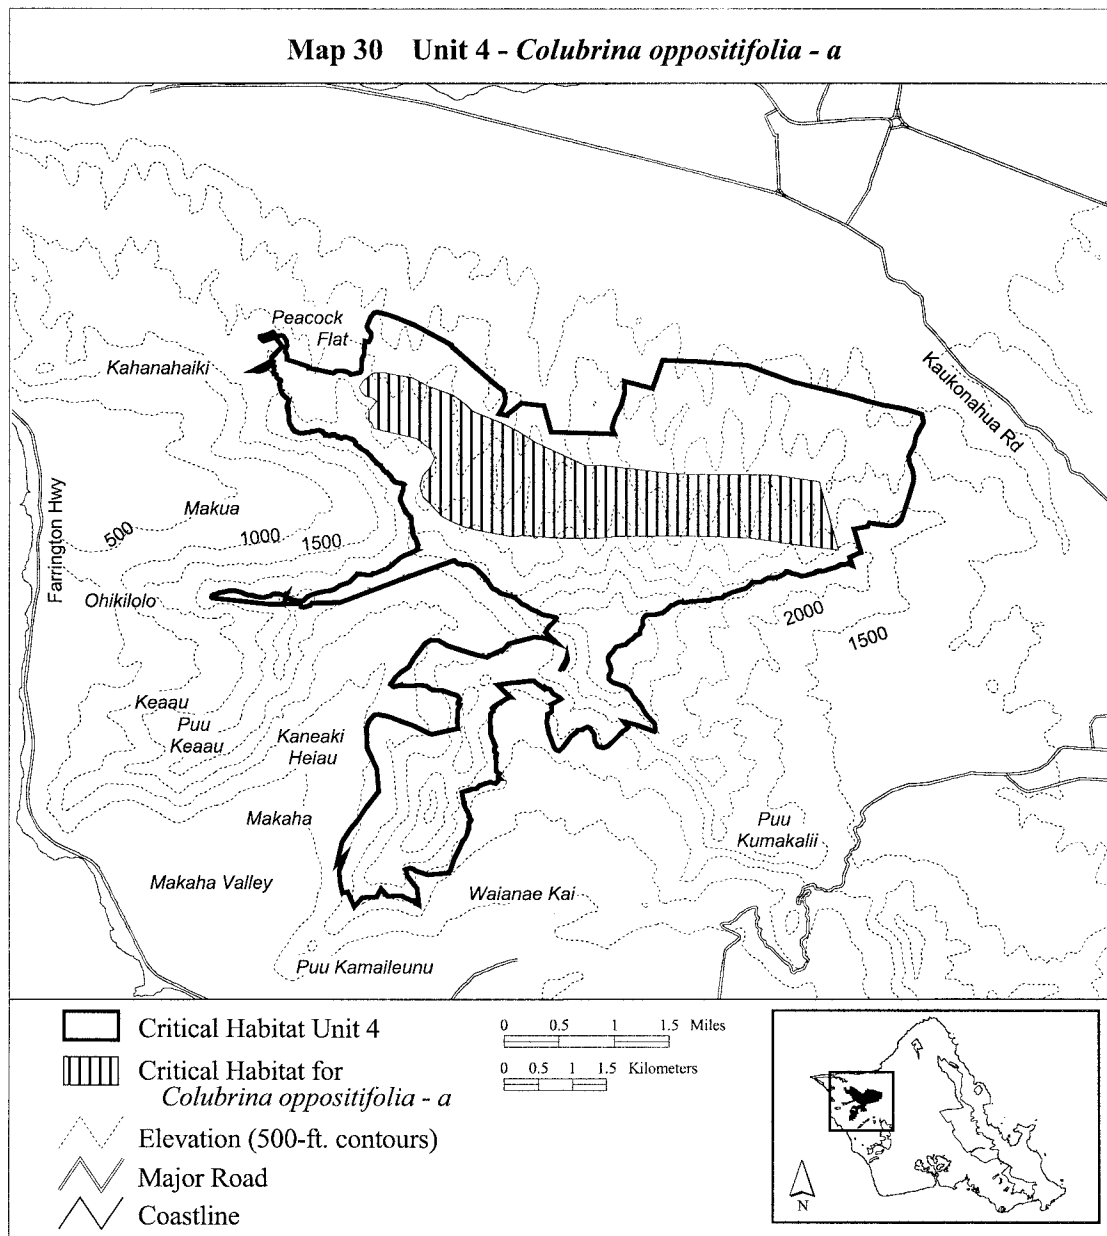 Map 30 Unit 4 - Colubrina oppositifolia - a
Peacock
Flat
Kahanahaiki
Kaukonahua Rd
Farrington Hwy
Makua
500
1000
1500
Ohikilolo
2000
1500
Keaau
Puu
Keaau
Kaneaki
Heiau
Makaha
Puu
Kumakalii
Makaha Valley
Waianae Kai
Puu Kamaileunu
Critical Habitat Unit 4
Critical Habitat for
Colubrina oppositifolia - a
Elevation (500-ft. contours)
Major Road
Coastline
0 0.5 1 1.5 Miles
0 0.5 1 1.5 Kilometers
N